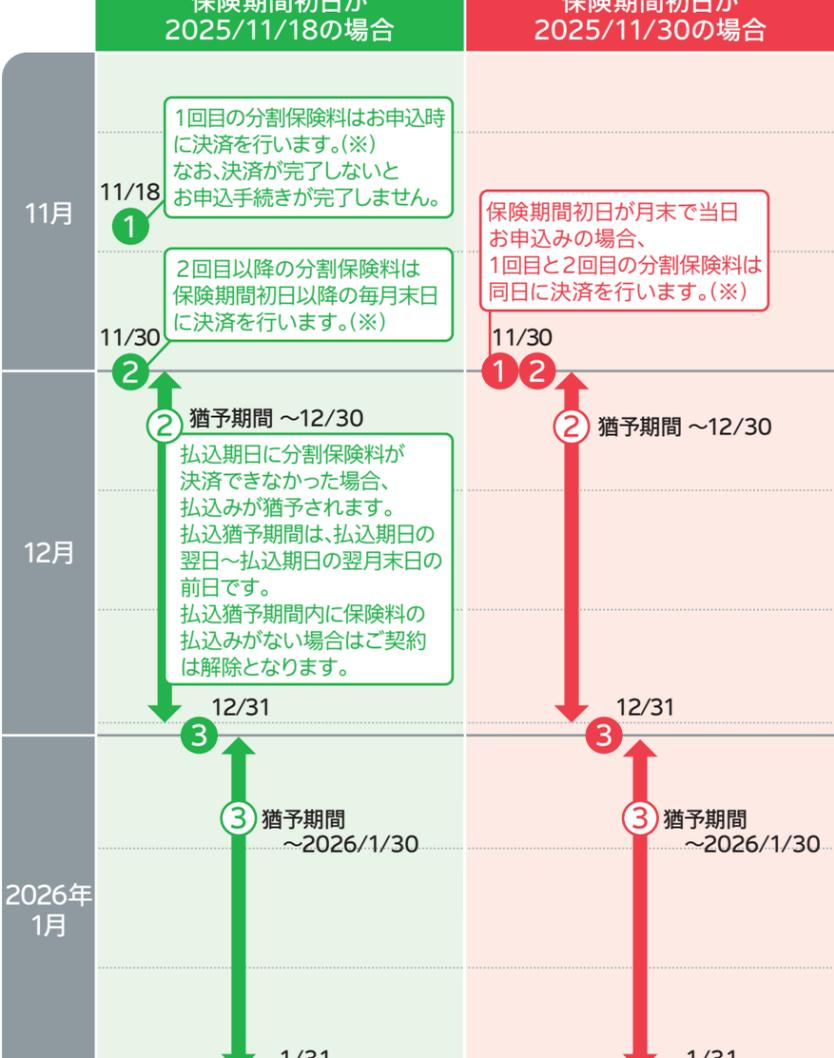 保険期間初日が
2025/11/18の場合
保険期間初日が
2025/11/30の場合
11月
1回目の分割保険料はお申込時
に決済を行います。(※)
なお、決済が完了しないと
お申込手続きが完了しません。
11/18
1
2回目以降の分割保険料は
保険期間初日以降の毎月末日
に決済を行います。(※)
11/30
2
保険期間初日が月末で当日
お申込みの場合、
1回目と2回目の分割保険料は
同日に決済を行います。(※)
11/30
1 2
12月
2 猶予期間 ～12/30
払込期日に分割保険料が
決済できなかった場合、
払込みが猶予されます。
払込猶予期間は、払込期日の
翌日～払込期日の翌月末日の
前日です。
払込猶予期間内に保険料の
払込みがない場合はご契約
は解除となります。
2 猶予期間 ～12/30
12/31
3
12/31
3
2026年
1月
3 猶予期間
～2026/1/30
3 猶予期間
～2026/1/30
1/31
1/31